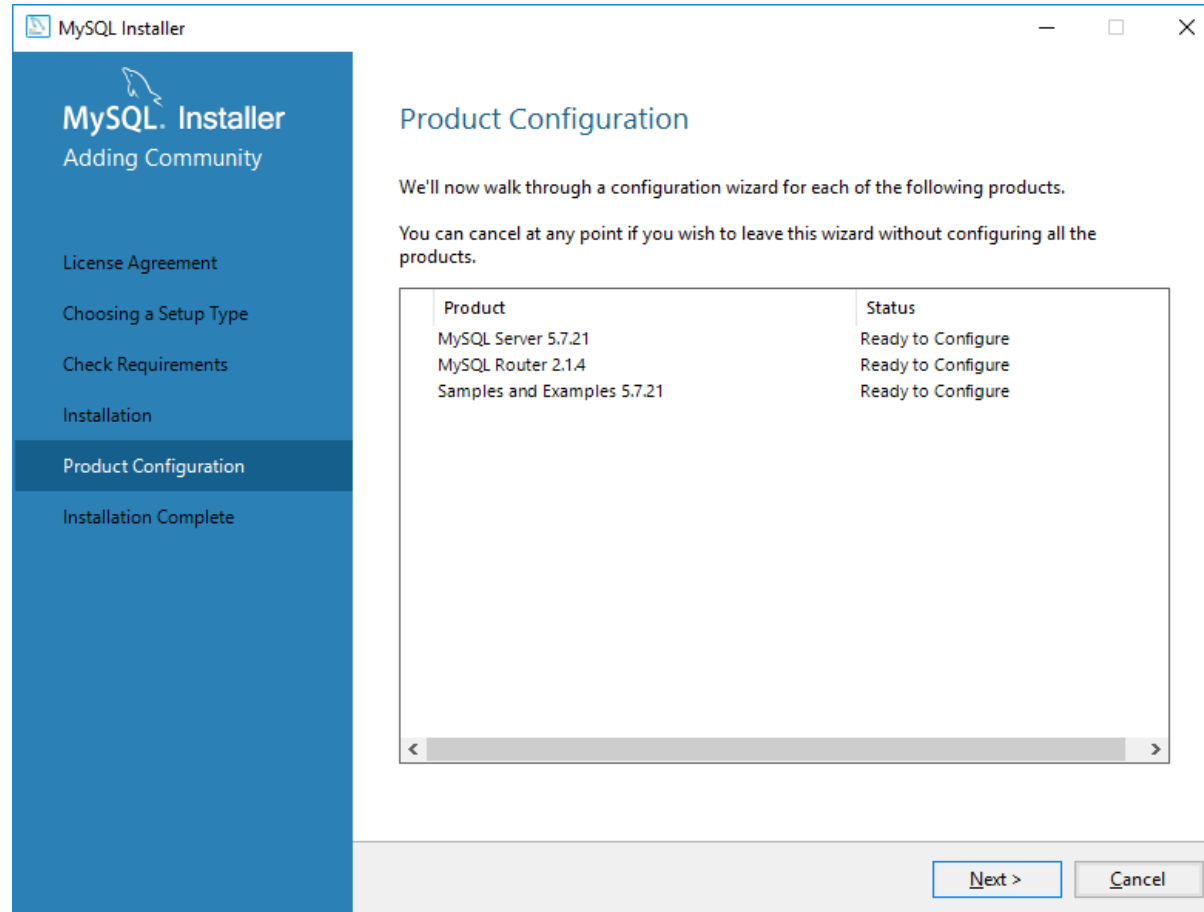 MySQL Installer
MySQL. Installer
Adding Community
License Agreement
Choosing a Setup Type
Check Requirements
Installation
Product Configuration
Installation Complete
Product Configuration
We'll now walk through a configuration wizard for each of the following products.
You can cancel at any point if you wish to leave this wizard without configuring all the
products.
Product Status
MySQL Server 5.7.21 Ready to Configure
MySQL Router 2.1.4 Ready to Configure
Samples and Examples 5.7.21 Ready to Configure
Next > Cancel